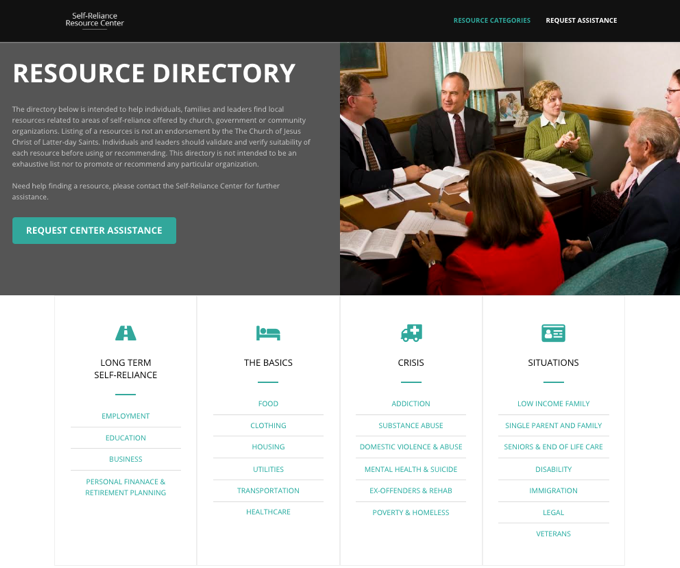 Self-Reliance
Resource Center
RESOURCE CATEGORIES
REQUEST ASSISTANCE
RESOURCE DIRECTORY
The directory below is intended to help individuals, families and leaders find local
resources related to areas of self-reliance offered by church, government or community
organizations. Listing of a resources is not an endorsement by the The Church of Jesus
Christ of Latter-day Saints. Individuals and leaders should validate and verify suitability of
each resource before using or recommending. This directory is not intended to be an
exhaustive list nor to promote or recommend any particular organization.
Need help finding a resource, please contact the Self-Reliance Center for further
assistance.
REQUEST CENTER ASSISTANCE
LONG TERM
SELF-RELIANCE
EMPLOYMENT
EDUCATION
BUSINESS
PERSONAL FINANACE &
RETIREMENT PLANNING
THE BASICS
FOOD
CLOTHING
HOUSING
UTILITIES
TRANSPORTATION
HEALTHCARE
CRISIS
ADDICTION
SUBSTANCE ABUSE
DOMESTIC VIOLENCE & ABUSE
MENTAL HEALTH & SUICIDE
EX-OFFENDERS & REHAB
POVERTY & HOMELESS
SITUATIONS
LOW INCOME FAMILY
SINGLE PARENT AND FAMILY
SENIORS & END OF LIFE CARE
DISABILITY
IMMIGRATION
LEGAL
VETERANS